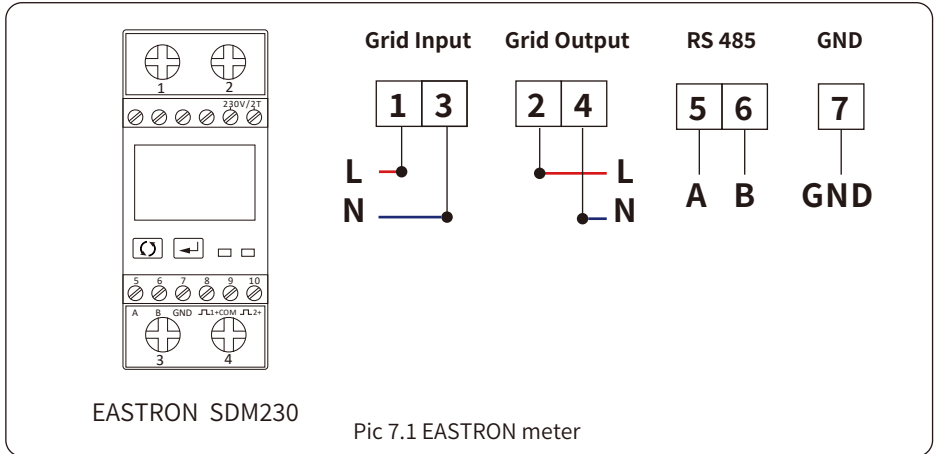 Grid Input Grid Output RS 485 GND
1 2
230V/2T
1 3 2 4 5 6 7
L L A B GND
N N
5 6 7 8 9 10
A B GND 1+COM 2+
3 4
EASTRON SDM230
Pic 7.1 EASTRON meter